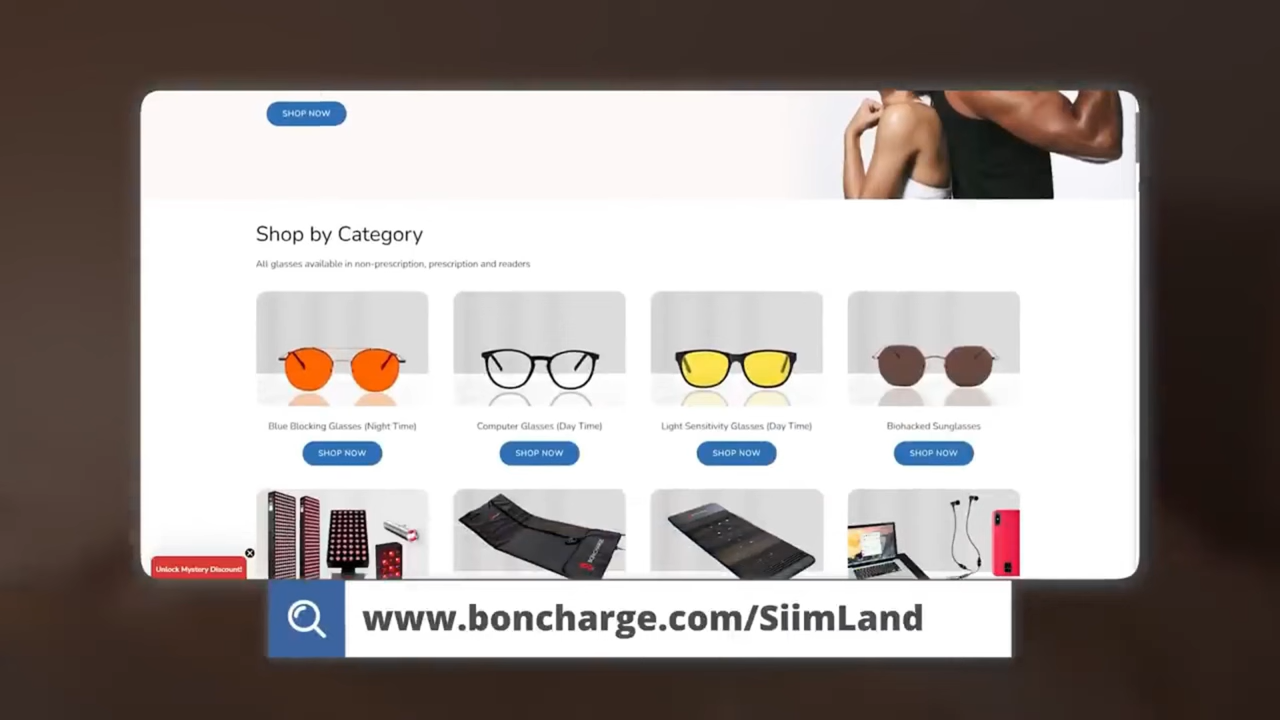 SHOP NOW
Shop by Category
All glasses available in non-prescription, prescription and readers
Blue Blocking Glasses (Night Time)
Computer Glasses (Day Time)
Light Sensitivity Glasses (Day Time)
Biohacked Sunglasses
SHOP NOW
SHOP NOW
SHOP NOW
SHOP NOW
Unlock Mystery Discount!
www.boncharge.com/SiimLand